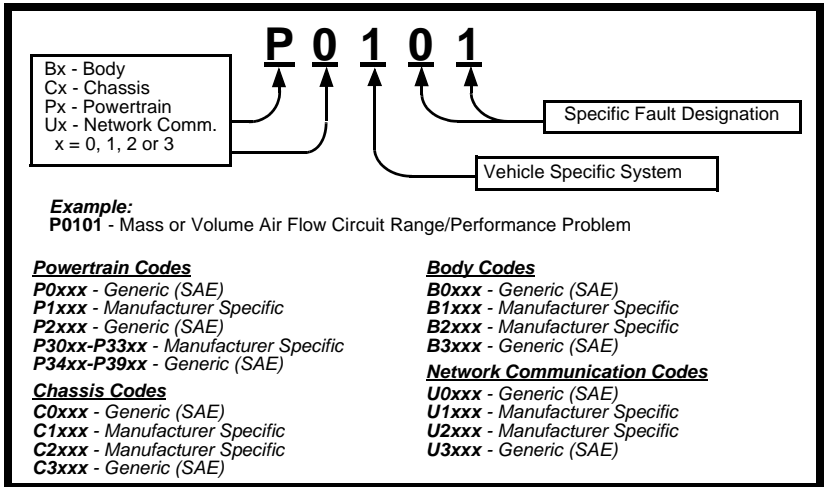 P 0 1 0 1
Bx - Body
Cx - Chassis
Px - Powertrain
Ux - Network Comm.
x = 0, 1, 2 or 3
Specific Fault Designation
Vehicle Specific System
Example:
P0101 - Mass or Volume Air Flow Circuit Range/Performance Problem
Powertrain Codes
P0xxx - Generic (SAE)
P1xxx - Manufacturer Specific
P2xxx - Generic (SAE)
P30xx-P33xx - Manufacturer Specific
P34xx-P39xx - Generic (SAE)
Chassis Codes
C0xxx - Generic (SAE)
C1xxx - Manufacturer Specific
C2xxx - Manufacturer Specific
C3xxx - Generic (SAE)
Body Codes
B0xxx - Generic (SAE)
B1xxx - Manufacturer Specific
B2xxx - Manufacturer Specific
B3xxx - Generic (SAE)
Network Communication Codes
U0xxx - Generic (SAE)
U1xxx - Manufacturer Specific
U2xxx - Manufacturer Specific
U3xxx - Generic (SAE)